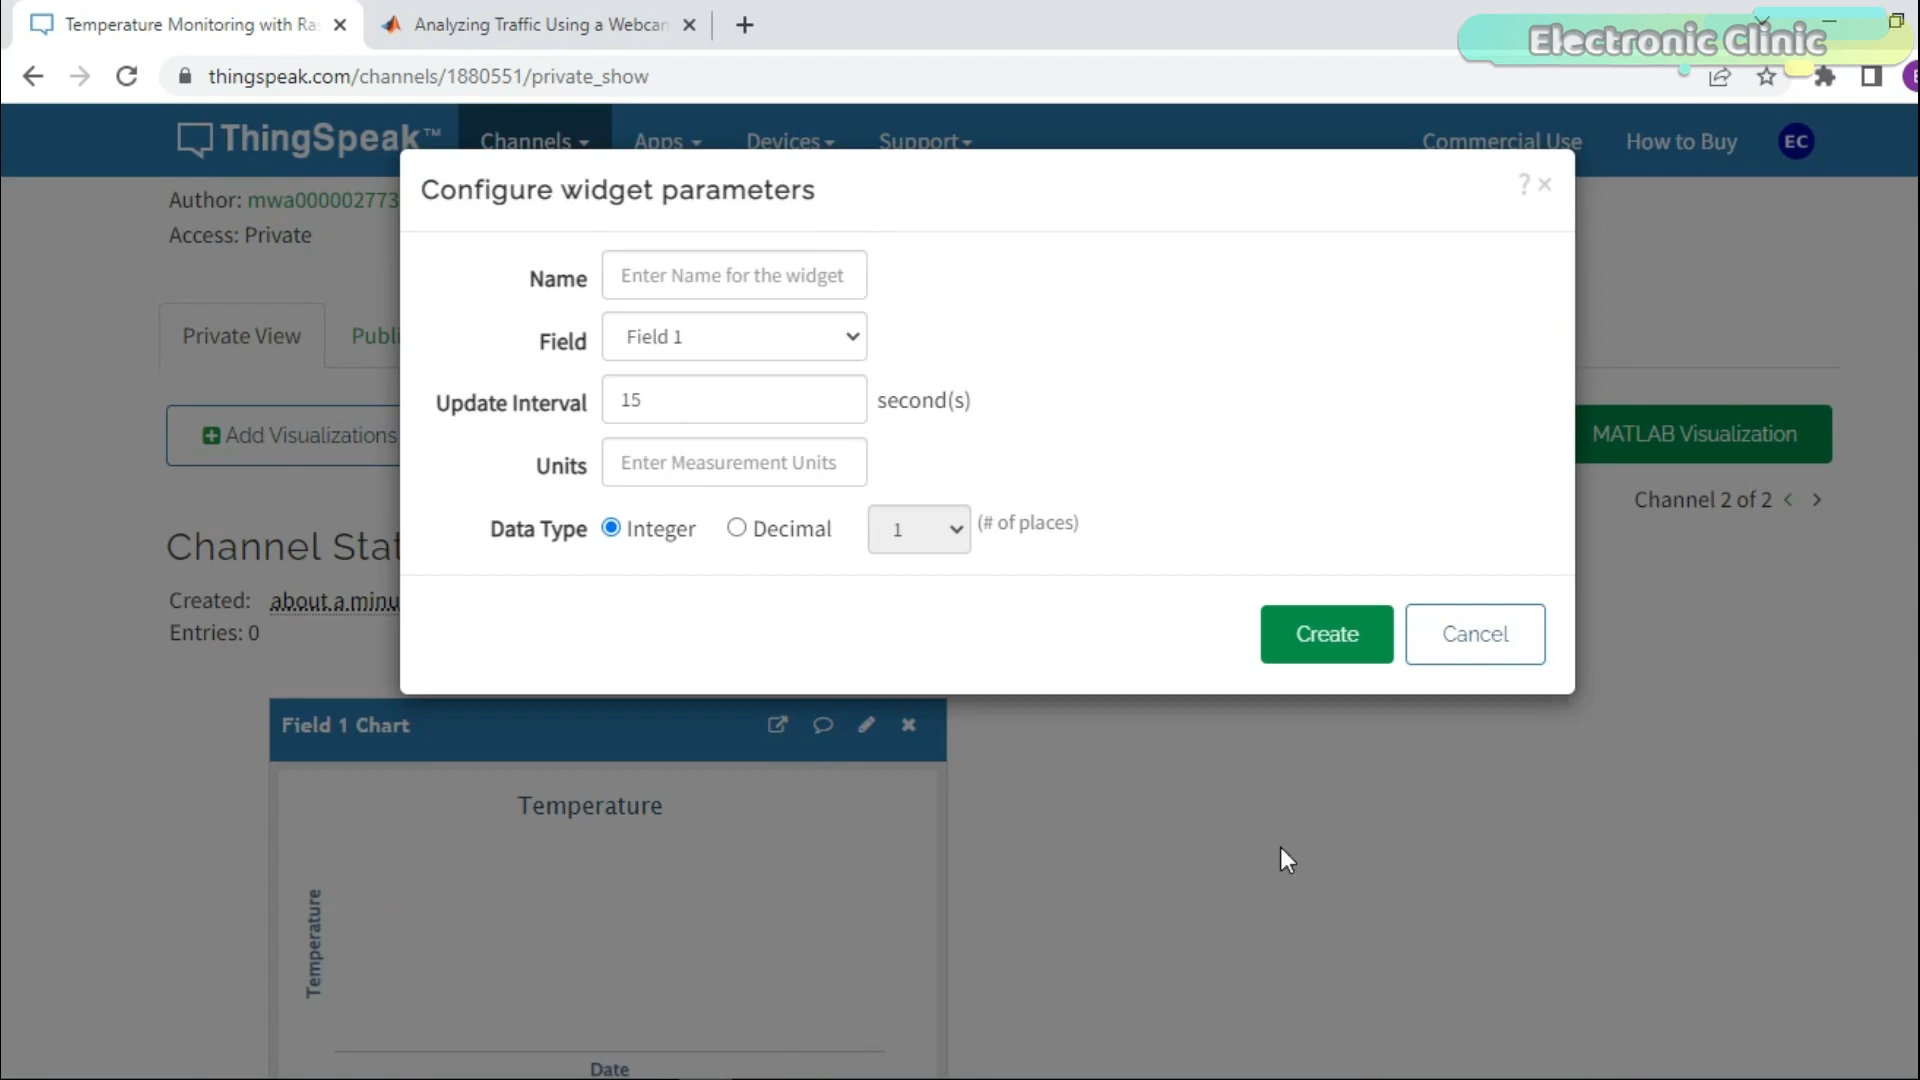 Temperature Monitoring with Ra
Analyzing Traffic Using a Webcam
Electronic Clinic
thingspeak.com/channels/1880551/private_show
ThingSpeak™
Channels
Apps
Devices
Support
Commercial Use
How to Buy
EC
Author: mwa000002773
Access: Private
Configure widget parameters
? ×
Name
Enter Name for the widget
Field
Field 1
Update Interval
15
second(s)
Units
Enter Measurement Units
Data Type
Integer
Decimal
1
(# of places)
Create
Cancel
Private View
Publi
Add Visualizations
MATLAB Visualization
Channel 2 of 2 < >
Channel Stat
Created: about a minu
Entries: 0
Field 1 Chart
Temperature
Temperature
Date